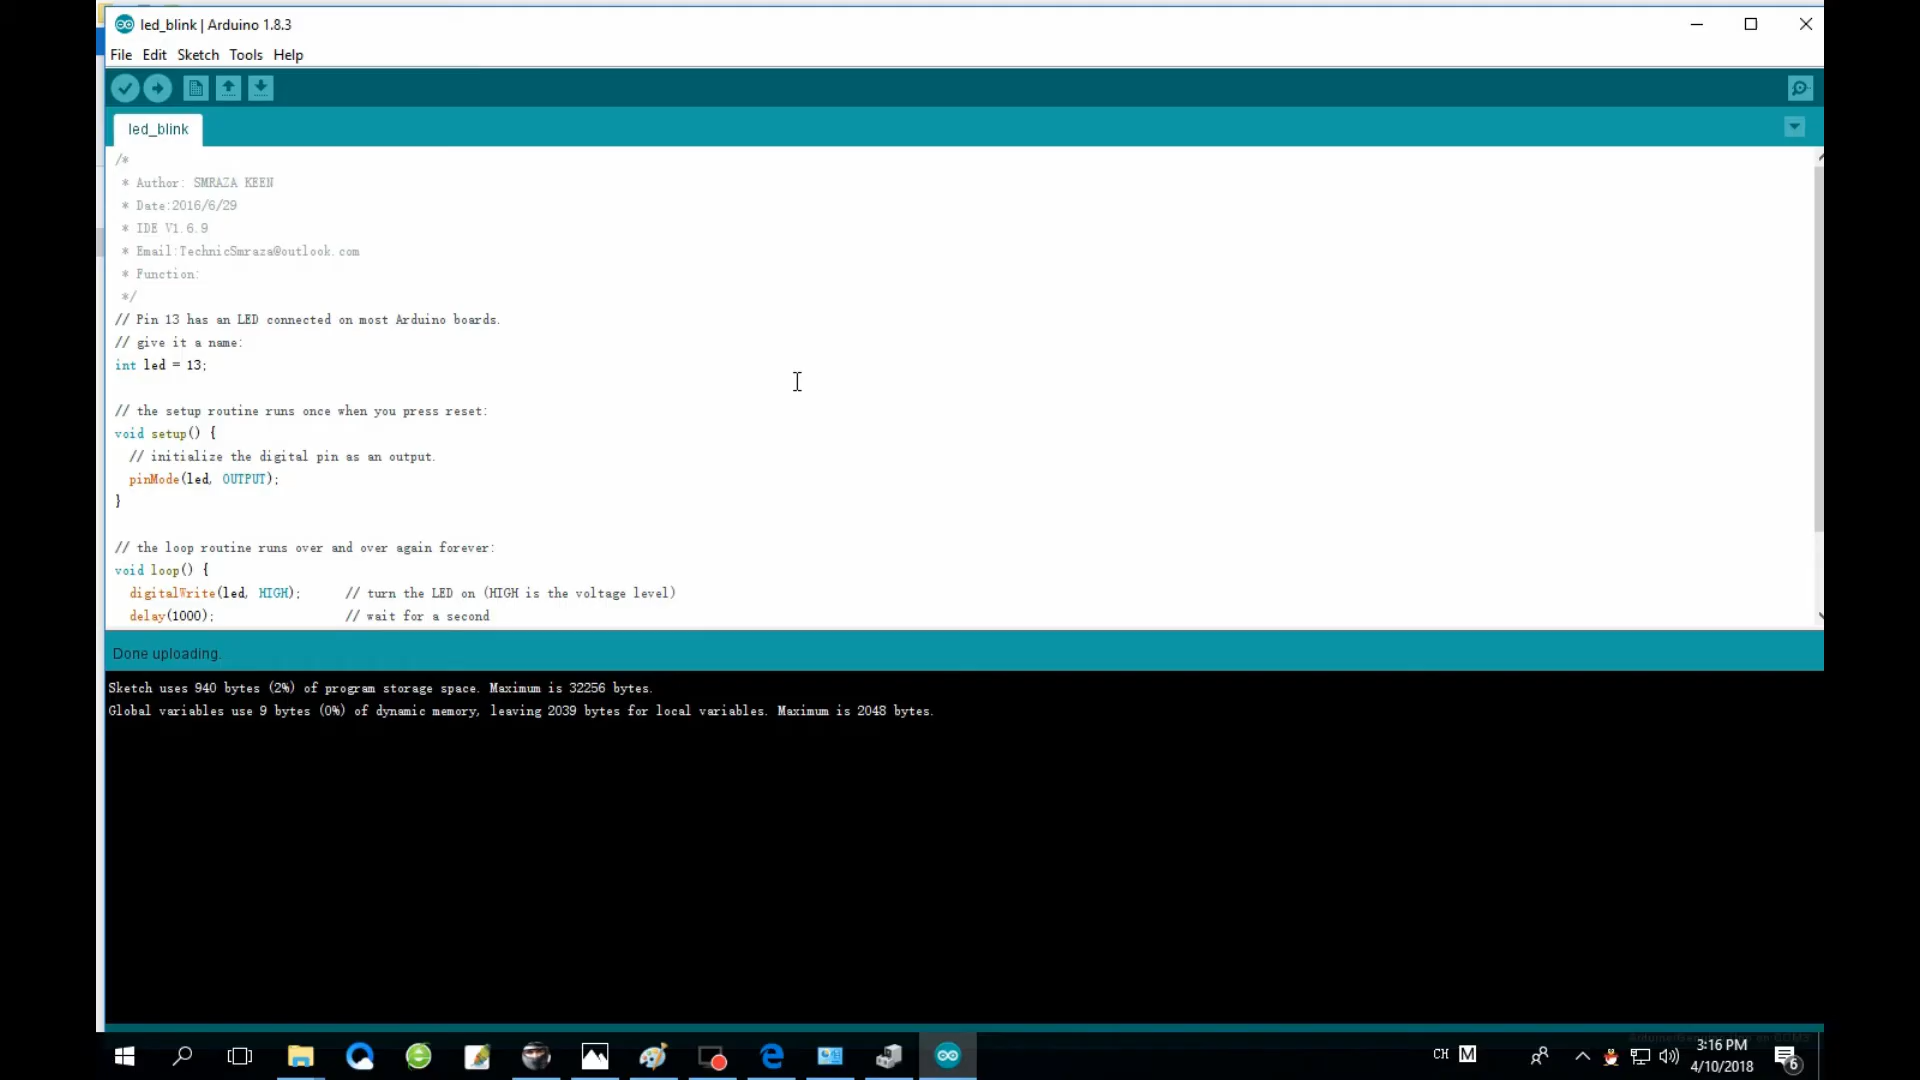 led_blink | Arduino 1.8.3
File Edit Sketch Tools Help
led_blink
/*
* Author: SMRAZA KEEN
* Date:2016/6/29
* IDE V1.6.9
* Email:TechnicSmraza@outlook.com
* Function:
*/
// Pin 13 has an LED connected on most Arduino boards.
// give it a name:
int led = 13;
// the setup routine runs once when you press reset:
void setup() {
// initialize the digital pin as an output.
pinMode(led, OUTPUT);
}
// the loop routine runs over and over again forever:
void loop() {
digitalWrite(led, HIGH);      // turn the LED on (HIGH is the voltage level)
delay(1000);      // wait for a second
Done uploading.
Sketch uses 940 bytes (2%) of program storage space. Maximum is 32256 bytes.
Global variables use 9 bytes (0%) of dynamic memory, leaving 2039 bytes for local variables. Maximum is 2048 bytes.
CH M
3:16 PM
4/10/2018
6